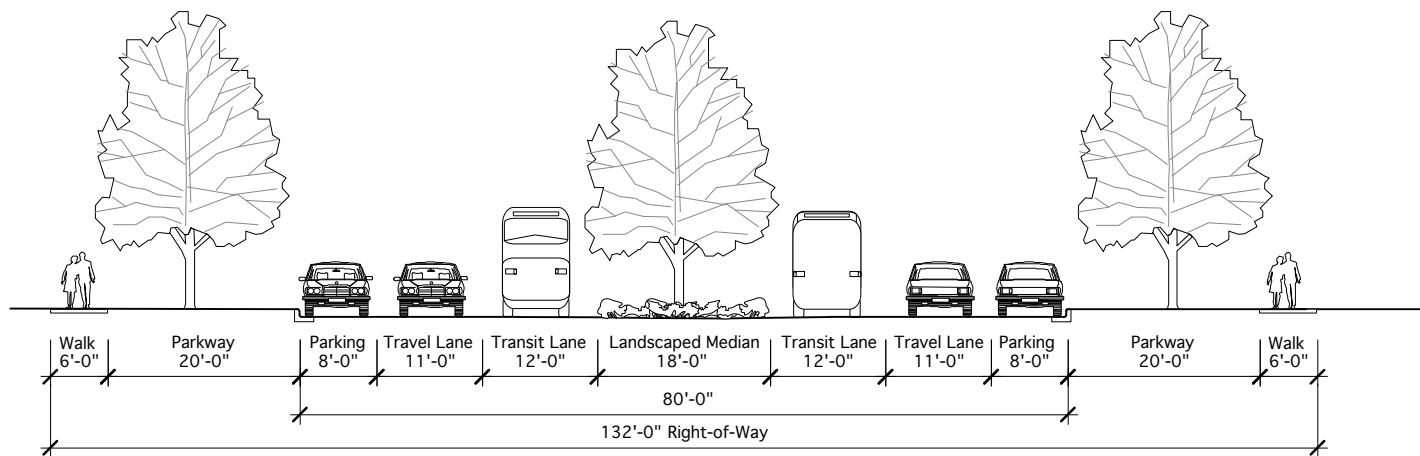 Walk
6'-0"
Parkway
20'-0"
Parking
8'-0"
Travel Lane
11'-0"
Transit Lane
12'-0"
Landscaped Median
18'-0"
Transit Lane
12'-0"
Travel Lane
11'-0"
Parking
8'-0"
Parkway
20'-0"
Walk
6'-0"
80'-0"
132'-0" Right-of-Way